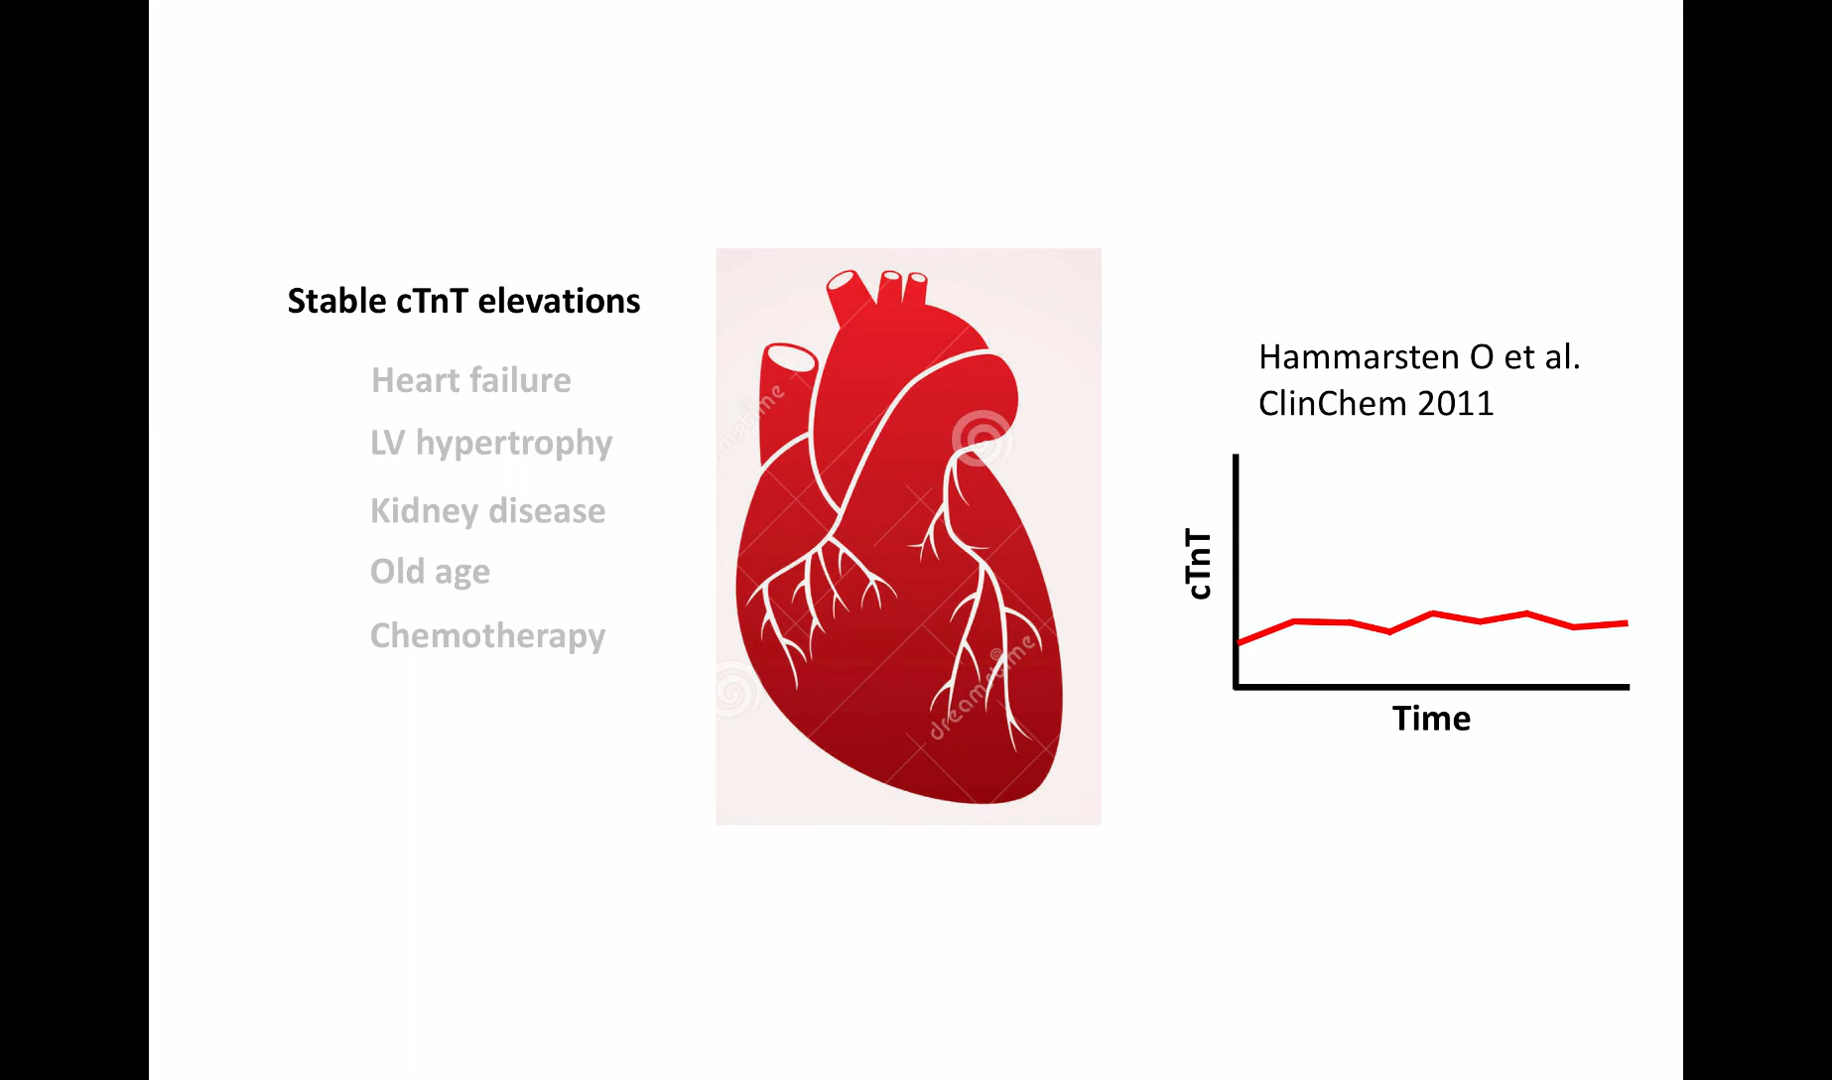 Stable cTnT elevations
Heart failure
LV hypertrophy
Kidney disease
Old age
Chemotherapy
dreamstime
Hammarsten O et al.
ClinChem 2011
cTnT
Time